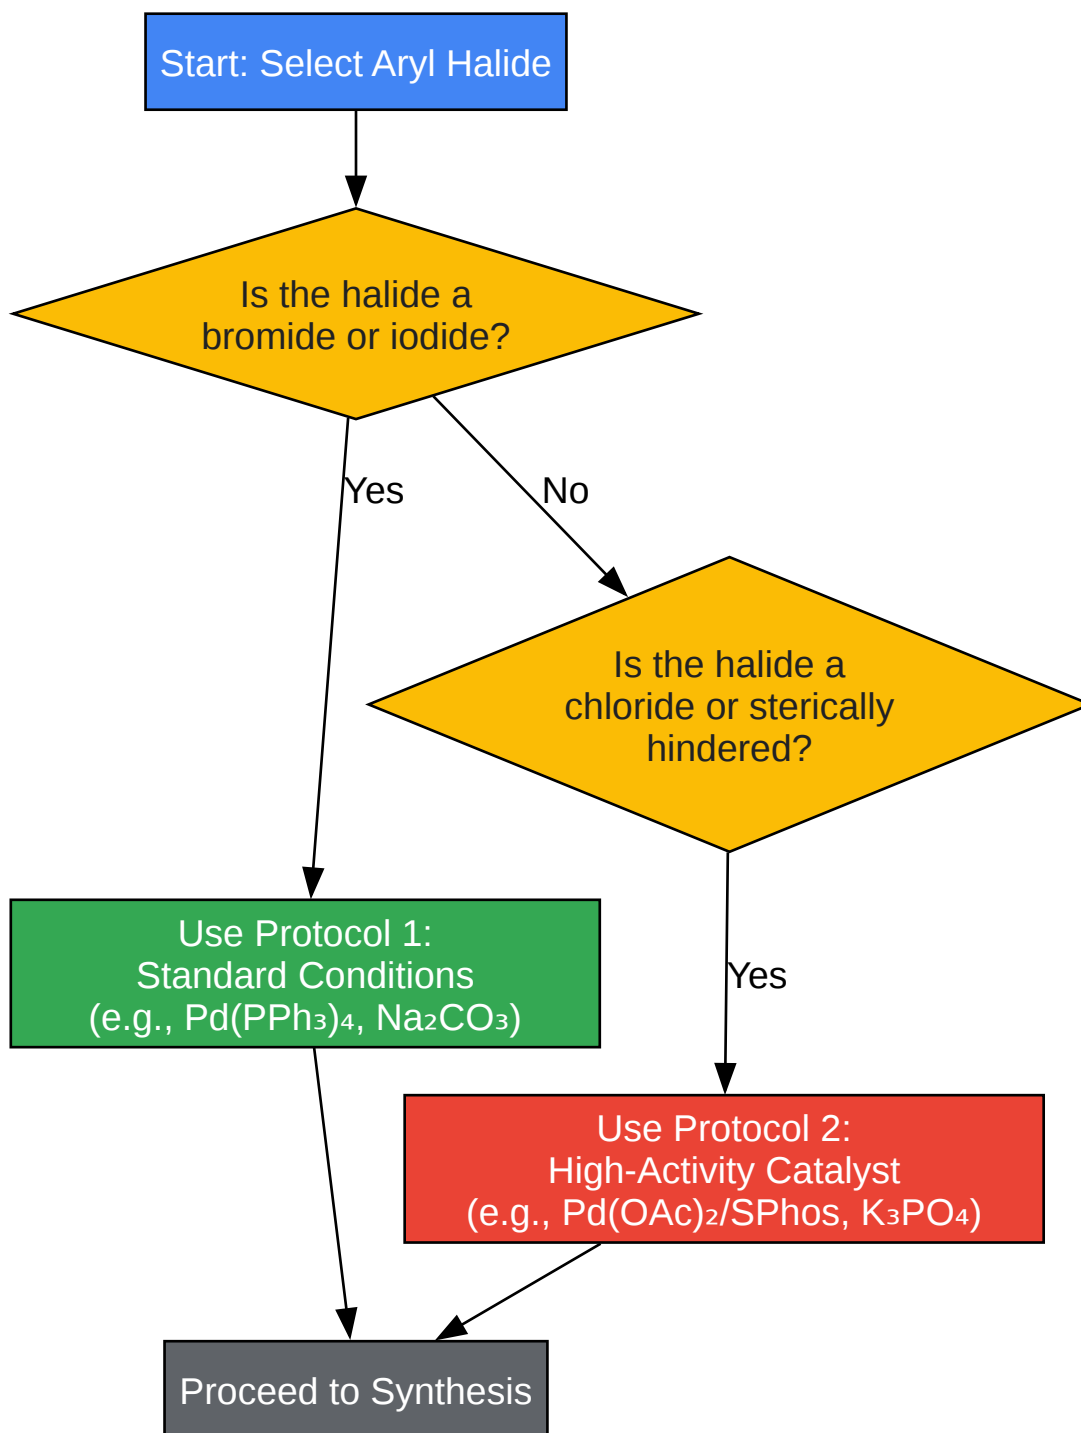 Start: Select Aryl Halide
Is the halide a
bromide or iodide?
Yes
No
Is the halide a
chloride or sterically
hindered?
Use Protocol 1:
Standard Conditions
(e.g., Pd(PPh₃)₄, Na₂CO₃)
Yes
Use Protocol 2:
High-Activity Catalyst
(e.g., Pd(OAc)₂/SPhos, K₃PO₄)
Proceed to Synthesis